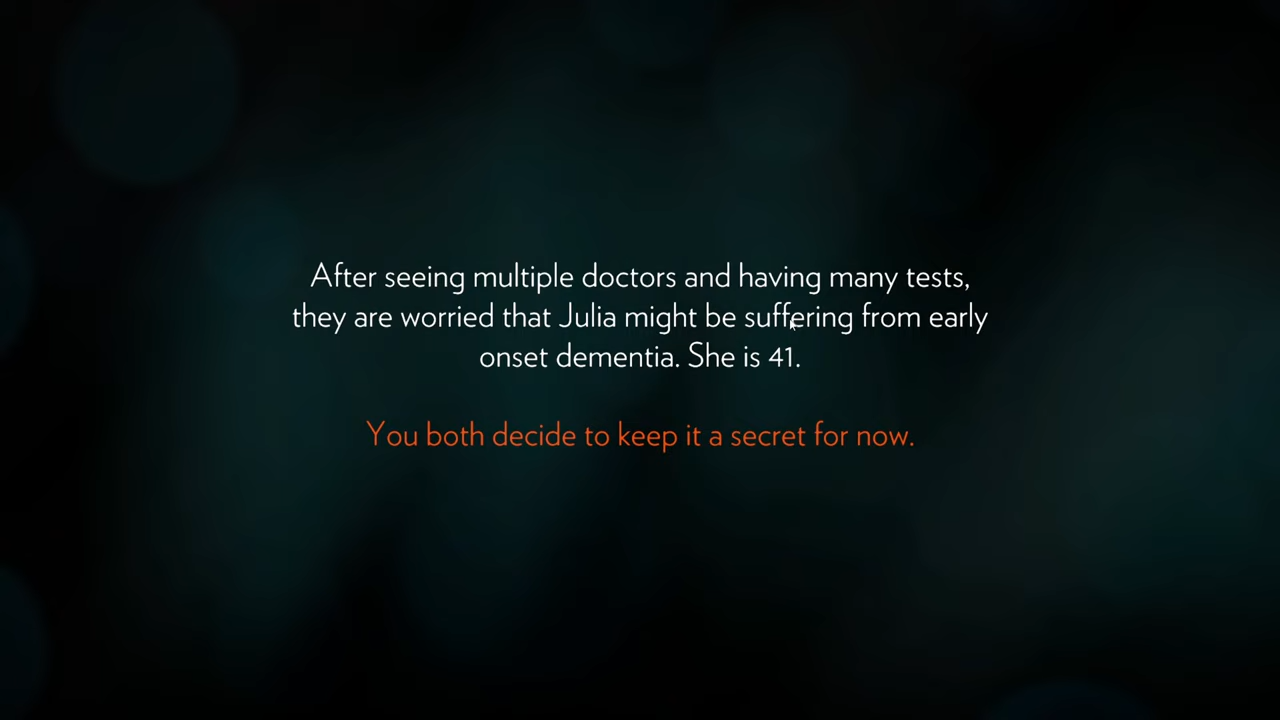 After seeing multiple doctors and having many tests,
they are worried that Julia might be suffering from early
onset dementia. She is 41.
You both decide to keep it a secret for now.